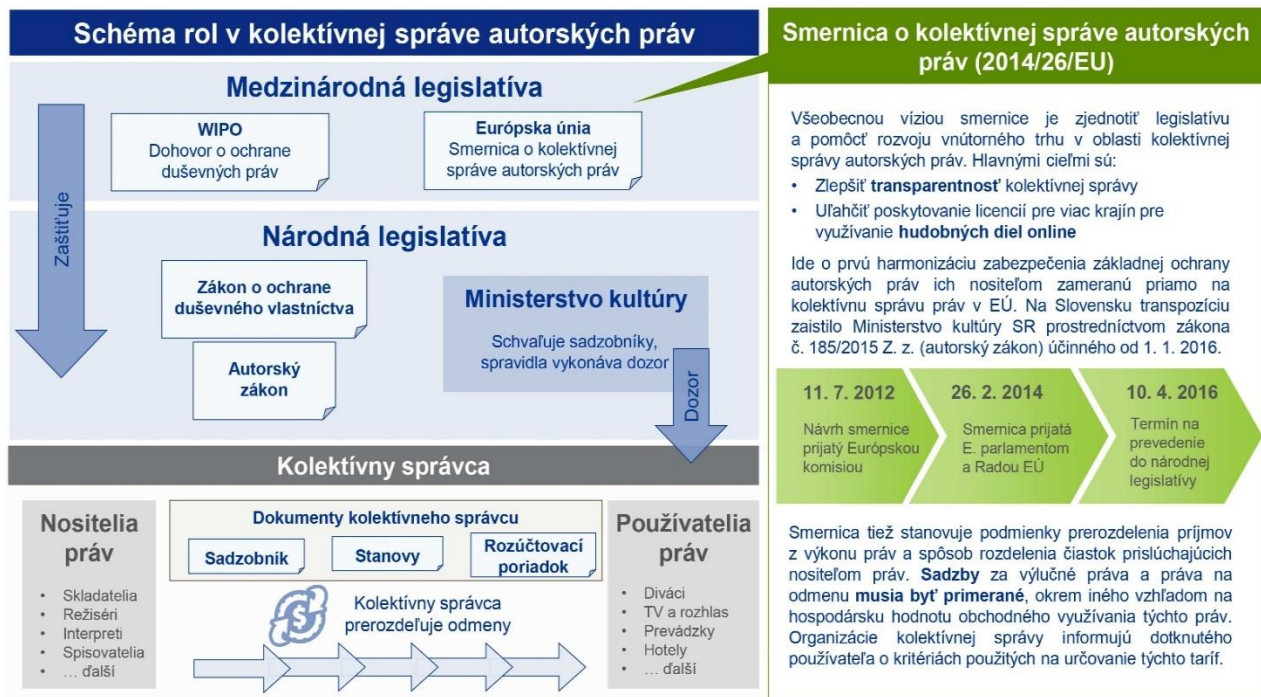 Schéma rol v kolektívnej správe autorských práv
Medzinárodná legislatíva
WIPO
Dohovor o ochrane
duševných práv
Európska únia
Smernica o kolektívnej
správe autorských práv
Zaštiťuje
Národná legislatíva
Zákon o ochrane
duševného vlastníctva
Autorský
zákon
Ministerstvo kultúry
Schvaľuje sadzobníky,
spravidla vykonáva dozor
Dozor
Kolektívny správca
Nositelia
práv
• Skladatelia
• Režiséri
• Interpreti
• Spisovatelia
• … ďalší
Dokumenty kolektívneho správcu
Sadzobník
Stanovy
Rozúčtovací
poriadok
Kolektívny správca
prerozdeľuje odmeny
Používatelia
práv
• Diváci
• TV a rozhlas
• Prevádzky
• Hotely
• … ďalší
Smernica o kolektívnej správe autorských
práv (2014/26/EU)
Všeobecnou víziou smernice je zjednotiť legislatívu
a pomôcť rozvoju vnútorného trhu v oblasti kolektívnej
správy autorských práv. Hlavnými cieľmi sú:
• Zlepšiť transparentnosť kolektívnej správy
• Uľahčiť poskytovanie licencií pre viac krajín pre
využívanie hudobných diel online
Ide o prvú harmonizáciu zabezpečenia základnej ochrany
autorských práv ich nositeľom zameranú priamo na
kolektívnu správu práv v EÚ. Na Slovensku transpozíciu
zaistilo Ministerstvo kultúry SR prostredníctvom zákona
č. 185/2015 Z. z. (autorský zákon) účinného od 1. 1. 2016.
11. 7. 2012
Návrh smernice
prijatý Európskou
komisiou
26. 2. 2014
Smernica prijatá
E. parlamentom
a Radou EÚ
10. 4. 2016
Termín na
prevedenie
do národnej
legislatívy
Smernica tiež stanovuje podmienky prerozdelenia príjmov
z výkonu práv a spôsob rozdelenia čiastok prislúchajúcich
nositeľom práv. Sadzby za výlučné práva a práva na
odmenu musia byť primerané, okrem iného vzhľadom na
hospodársku hodnotu obchodného využívania týchto práv.
Organizácie kolektívnej správy informujú dotknutého
používateľa o kritériách použitých na určovanie týchto taríf.